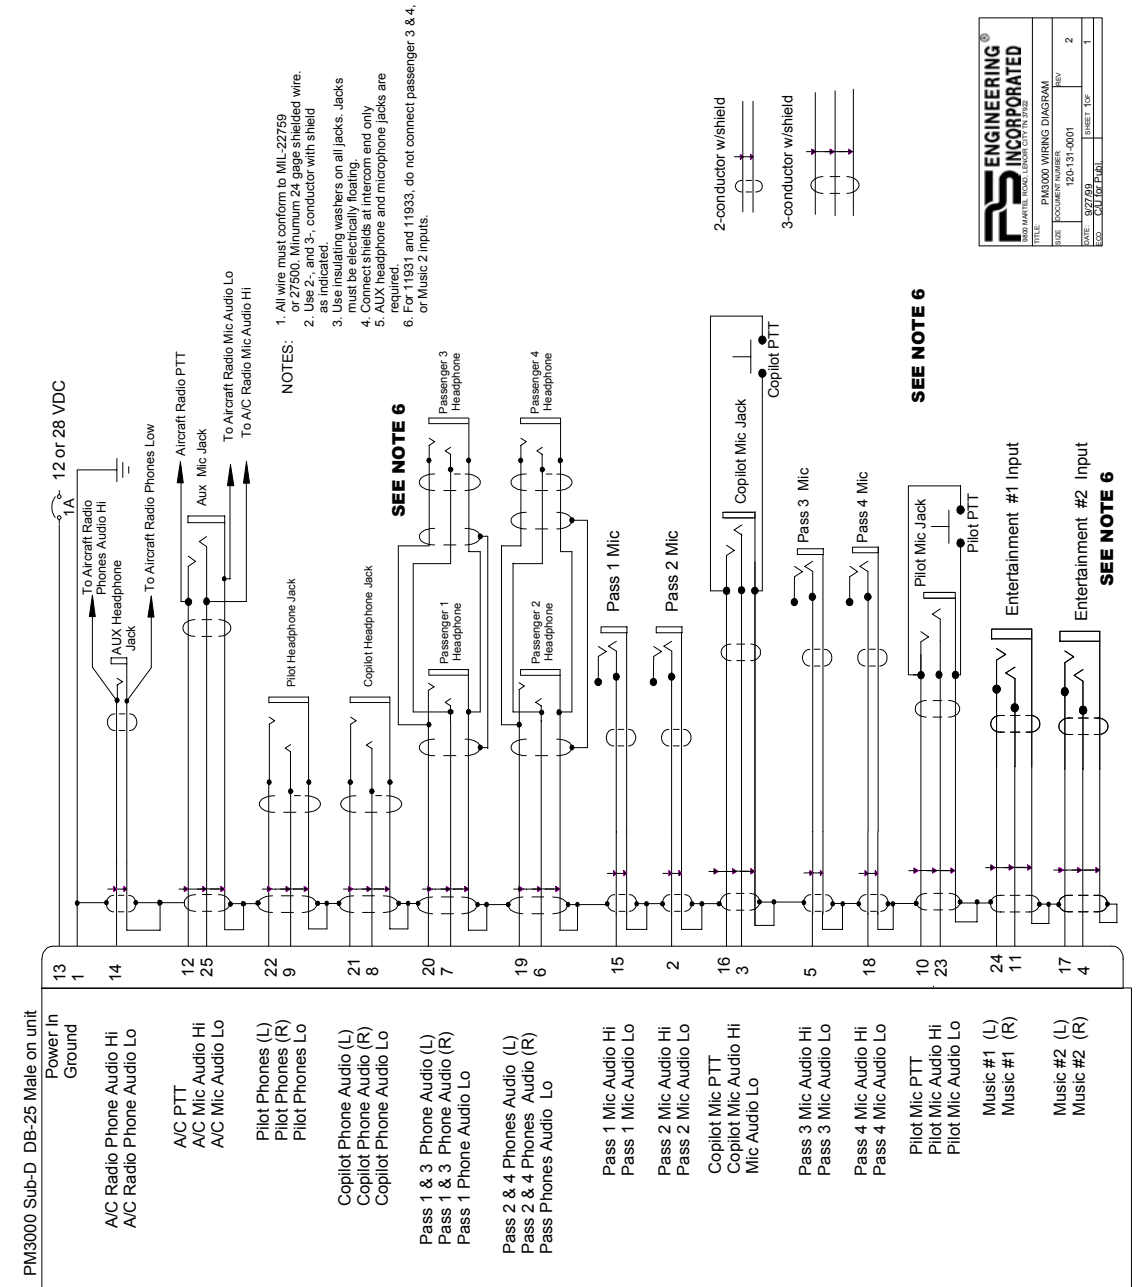 PM3000 Sub-D DB-25 Male on unit
Power In
Ground
13
1
1A
12 or 28 VDC
A/C Radio Phone Audio Hi
A/C Radio Phone Audio Lo
14
To Aircraft Radio
Phones Audio Hi
AUX Headphone
Jack
To Aircraft Radio Phones Low
A/C PTT
A/C Mic Audio Hi
A/C Mic Audio Lo
12
25
Aircraft Radio PTT
Aux Mic Jack
To Aircraft Radio Mic Audio Lo
To A/C Radio Mic Audio Hi
Pilot Phones (L)
Pilot Phones (R)
Pilot Phones Lo
22
9
Pilot Headphone Jack
Copilot Phone Audio (L)
Copilot Phone Audio (R)
Copilot Phone Audio Lo
21
8
Copilot Headphone Jack
NOTES:
1. All wire must conform to MIL-22759
or 27500. Minumum 24 gage shielded wire.
2. Use 2-, and 3-, conductor with shield
as indicated.
3. Use insulating washers on all jacks. Jacks
must be electrically floating.
4. Connect shields at intercom end only
5. AUX headphone and microphone jacks are
required.
6. For 11931 and 11933, do not connect passenger 3 & 4,
or Music 2 inputs.
Pass 1 & 3 Phone Audio (L)
Pass 1 & 3 Phone Audio (R)
Pass 1 Phone Audio Lo
20
7
Passenger 1
Headphone
SEE NOTE 6
Passenger 3
Headphone
Pass 2 & 4 Phones Audio (L)
Pass 2 & 4 Phones Audio (R)
Pass Phones Audio Lo
19
6
Passenger 2
Headphone
Passenger 4
Headphone
Pass 1 Mic Audio Hi
Pass 1 Mic Audio Lo
15
Pass 1 Mic
Pass 2 Mic Audio Hi
Pass 2 Mic Audio Lo
2
Pass 2 Mic
Copilot Mic PTT
Copilot Mic Audio Hi
Mic Audio Lo
16
3
Copilot Mic Jack
Copilot PTT
2-conductor w/shield
3-conductor w/shield
Pass 3 Mic Audio Hi
Pass 3 Mic Audio Lo
5
Pass 3 Mic
Pass 4 Mic Audio Hi
Pass 4 Mic Audio Lo
18
Pass 4 Mic
Pilot Mic PTT
Pilot Mic Audio Hi
Pilot Mic Audio Lo
10
23
Pilot Mic Jack
Pilot PTT
SEE NOTE 6
Music #1 (L)
Music #1 (R)
24
11
Entertainment #1 Input
Music #2 (L)
Music #2 (R)
17
4
Entertainment #2 Input
SEE NOTE 6
PS ENGINEERING ®
INCORPORATED
9800 MARTEL ROAD, LENOIR CITY TN 37922
TITLE
PM3000 WIRING DIAGRAM
SIZE
DOCUMENT NUMBER
120-131-0001
REV
2
DATE: 9/27/99
SHEET 1 OF 1
ECO C/U for Publ.